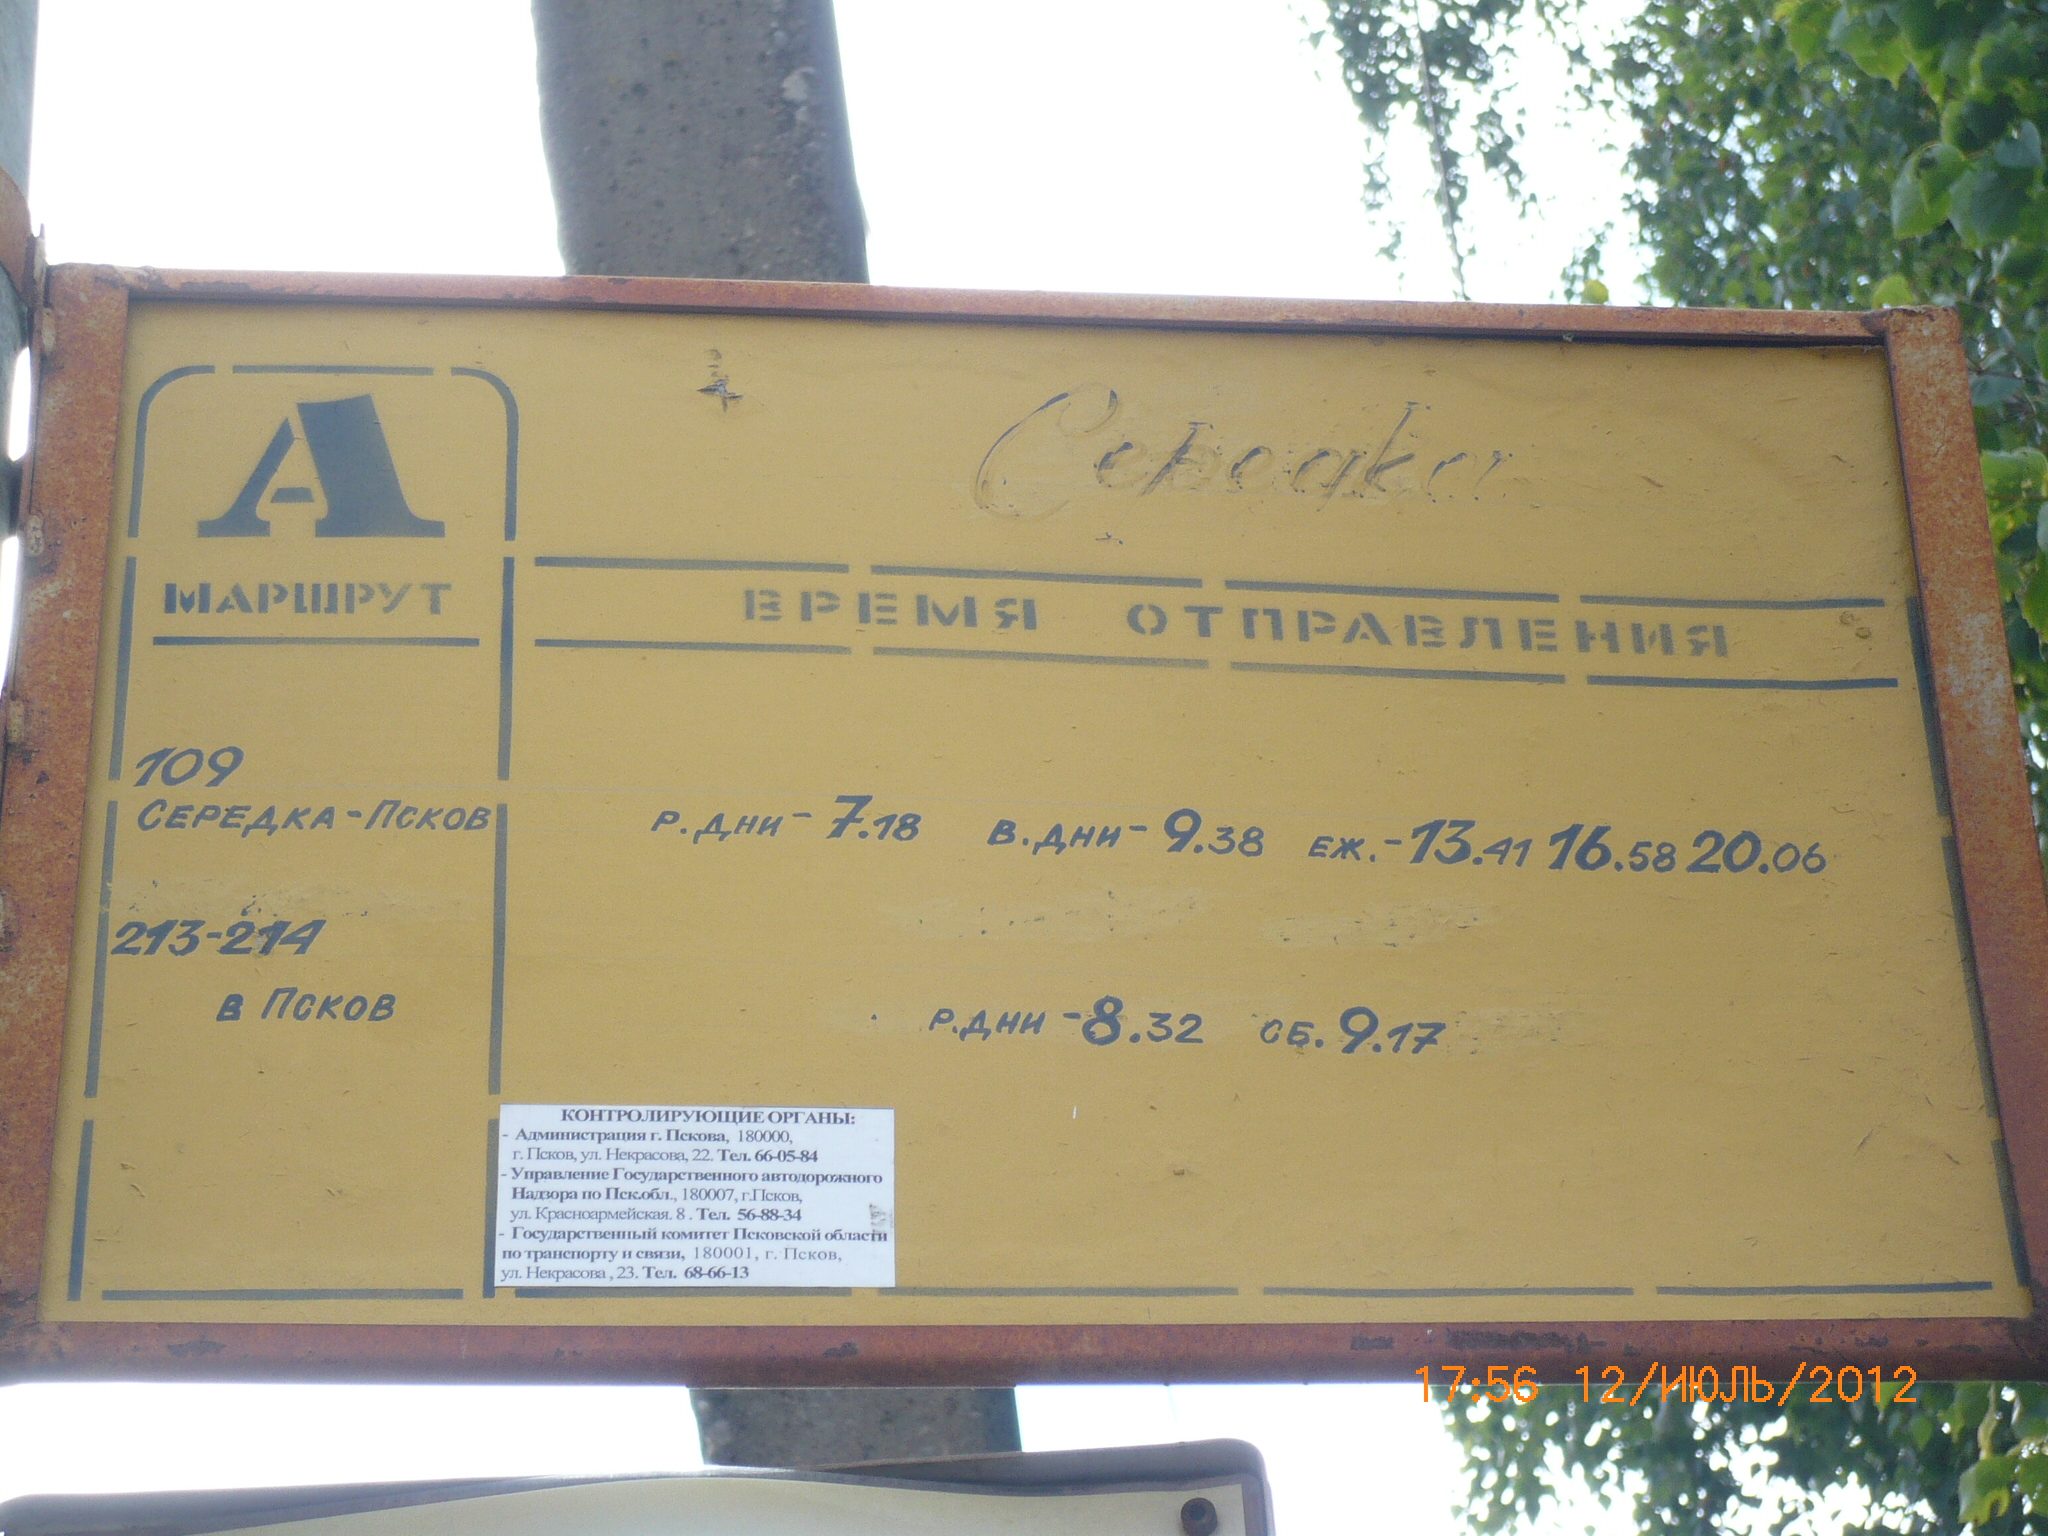 А
Середка
МАРШРУТ
ВРЕМЯ ОТПРАВЛЕНИЯ
109
СЕРЕДКА-ПСКОВ
Р.ДНИ-7.18 В.ДНИ-9.38 ЕЖ.-13.41 16.58 20.06
213-214
В ПСКОВ
Р.ДНИ-8.32 СБ.9.17
КОНТРОЛИРУЮЩИЕ ОРГАНЫ:
- Администрация г. Пскова, 180000,
г. Псков, ул. Некрасова, 22. Тел. 66-05-84
- Управление Государственного автодорожного
Надзора по Пск.обл., 180007, г.Псков,
ул. Красноармейская. 8 . Тел. 56-88-34
- Государственный комитет Псковской области
по транспорту и связи, 180001, г. Псков,
ул. Некрасова , 23. Тел. 68-66-13
17:56 12/ИЮЛЬ/2012